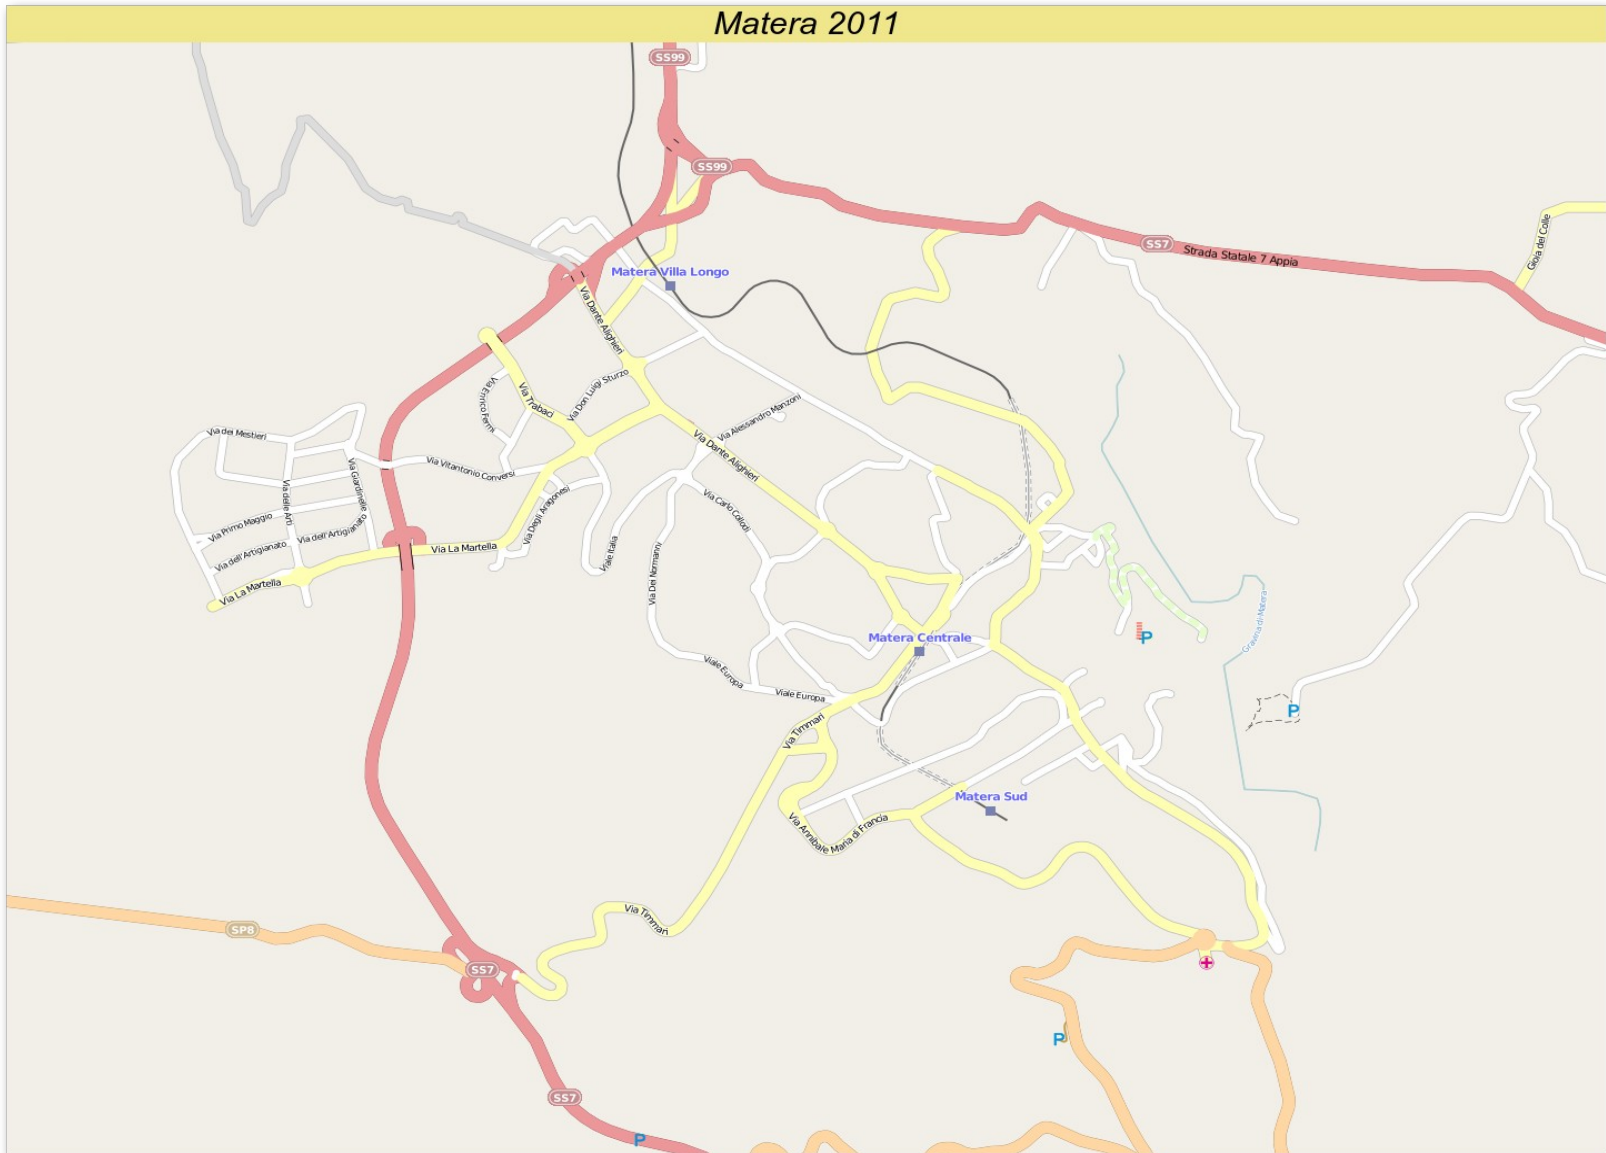 Matera 2011
SS99
SS99
SS7
Strada Statale 7 Appia
Gioia del Colle
Matera Villa Longo
Via Dante Alighieri
Via Enrico Fermi
Via Trabaci
Via Don Luigi Sturzo
Via Alessandro Manzoni
Via dei Mestieri
Via Vitantonio Conversi
Via Dante Alighieri
Via Giardinelle
Via delle Arti
Via Degli Aragonesi
Via Carlo Collodi
Via Primo Maggio
Via dell'Artigianato
Via dell'Artigianato
Via La Martella
Viale Italia
Via Dei Normanni
Via La Martella
Gravina di Matera
P
Matera Centrale
Viale Europa
Viale Europa
P
Via Timmari
Matera Sud
Via Annibale Maria di Francia
Via Timmari
SP8
SS7
P
SS7
P